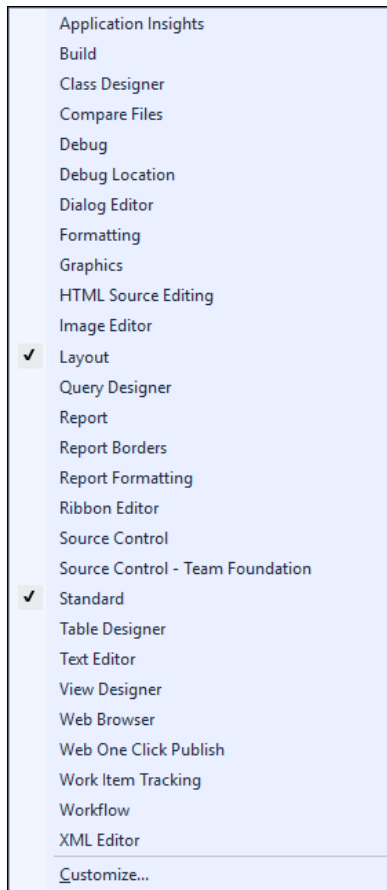 Application Insights
Build
Class Designer
Compare Files
Debug
Debug Location
Dialog Editor
Formatting
Graphics
HTML Source Editing
Image Editor
Layout
Query Designer
Report
Report Borders
Report Formatting
Ribbon Editor
Source Control
Source Control - Team Foundation
Standard
Table Designer
Text Editor
View Designer
Web Browser
Web One Click Publish
Work Item Tracking
Workflow
XML Editor
Customize...